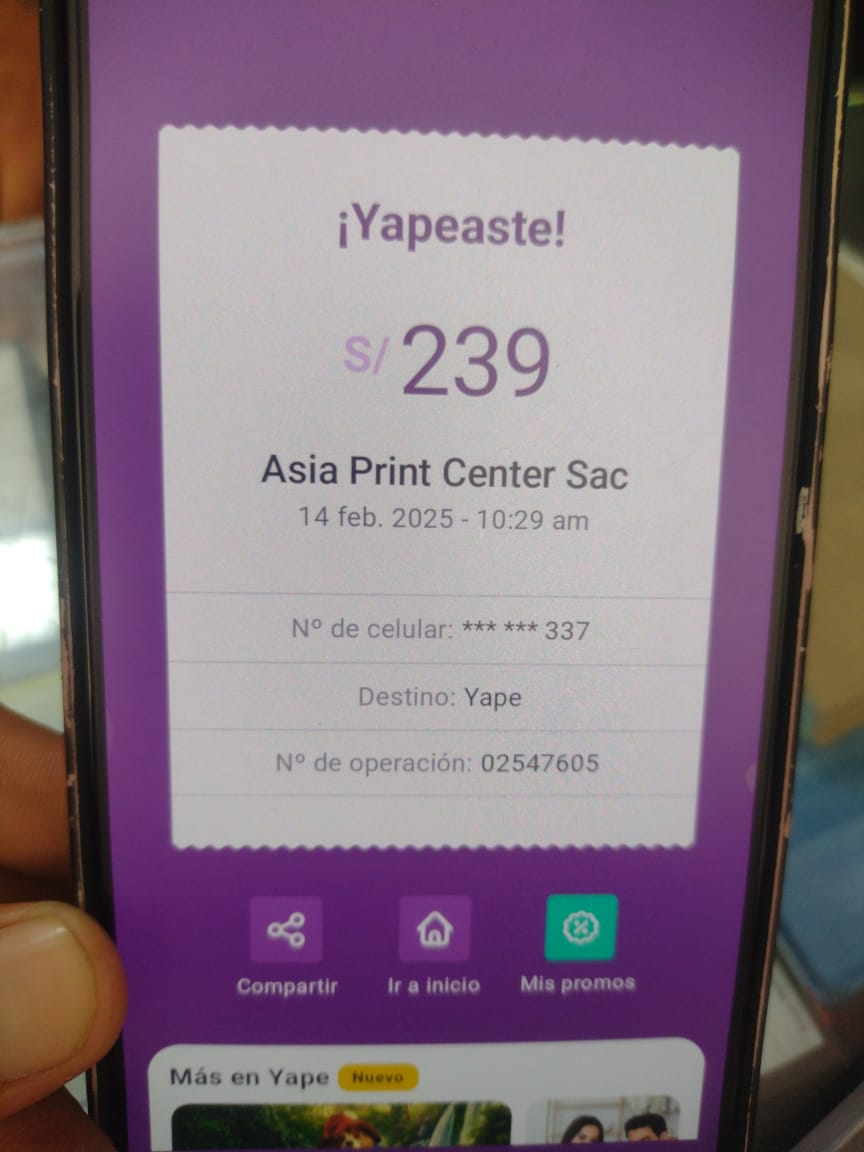 ¡Yapeaste!
S/ 239
Asia Print Center Sac
14 feb. 2025 - 10:29 am
Nº de celular: *** *** 337
Destino: Yape
Nº de operación: 02547605
Compartir
Ir a inicio
Mis promos
Más en Yape Nuevo